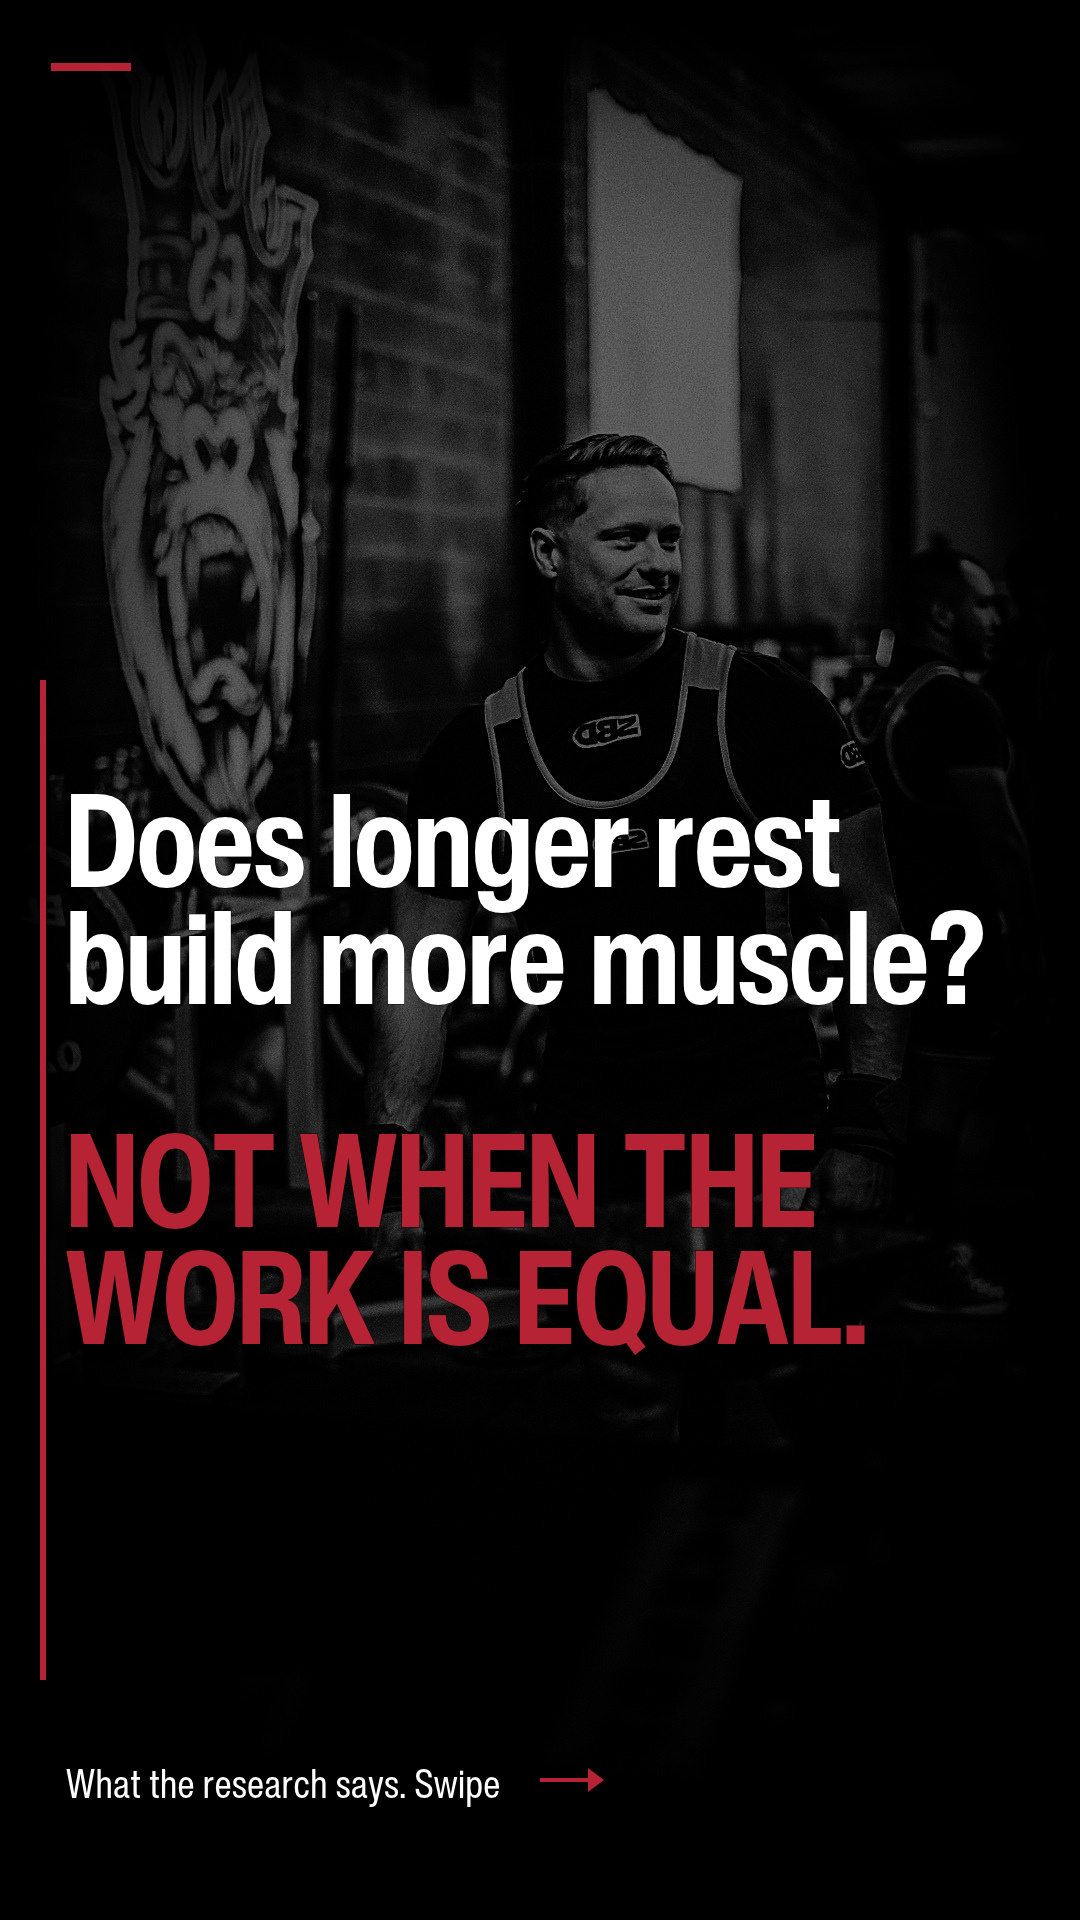 Does longer rest
build more muscle?
NOT WHEN THE
WORK IS EQUAL.
What the research says. Swipe